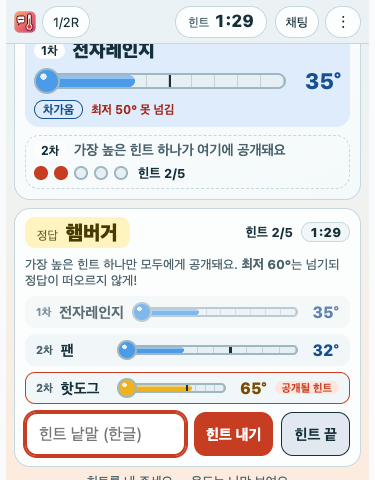 1/2R
힌트 1:29
채팅
1차 전자레인지
35°
차가움 최저 50° 못 넘김
2차 가장 높은 힌트 하나가 여기에 공개돼요
힌트 2/5
정답 햄버거
힌트 2/5 1:29
가장 높은 힌트 하나만 모두에게 공개돼요. 최저 60°는 넘기되
정답이 떠오르지 않게!
1차 전자레인지 35°
2차 팬 32°
2차 핫도그 65° 공개될 힌트
힌트 낱말 (한글)
힌트 내기
힌트 끝